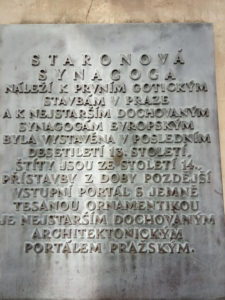 STARONOVÁ
SYNAGOGA
NÁLEŽÍ K PRVNÍM GOTICKÝM
STAVBÁM V PRAZE
A K NEJSTARŠÍM DOCHOVANÝM
SYNAGOGÁM EVROPSKÝM
BYLA VYSTAVĚNA V POSLEDNÍM
DESETILETÍ 13. STOLETÍ
ŠTÍTY JSOU ZE STOLETÍ 14.
PŘÍSTAVBY Z DOBY POZDĚJŠÍ
VSTUPNÍ PORTÁL S JEMNĚ
TESANOU ORNAMENTIKOU
JE NEJSTARŠÍM DOCHOVANÝM
ARCHITEKTONICKÝM
PORTÁLEM PRAŽSKÝM.